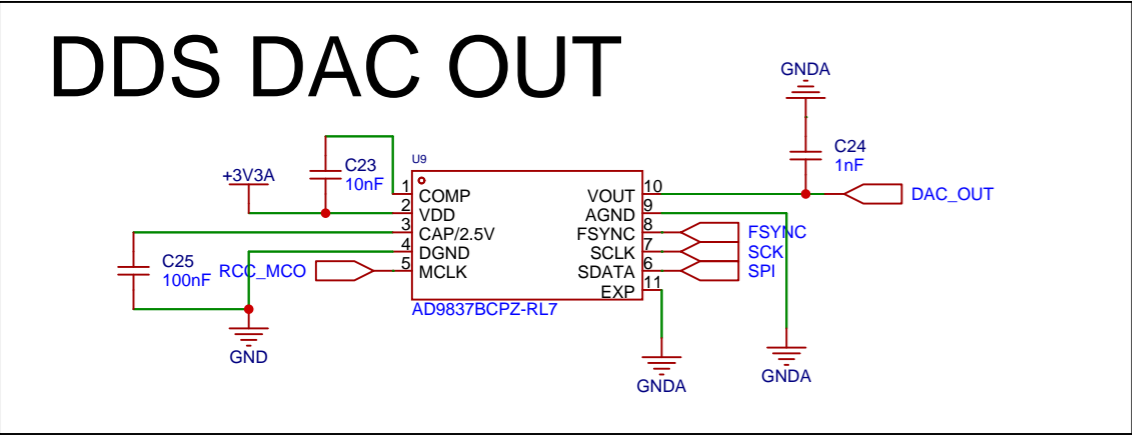 DDS DAC OUT
GNDA
C24
1nF
U9
C23
10nF
+3V3A
1
COMP
VOUT
10
DAC_OUT
2
VDD
AGND
9
3
CAP/2.5V
FSYNC
8
FSYNC
4
DGND
SCLK
7
SCK
C25
100nF
RCC_MCO
5
MCLK
SDATA
6
SPI
EXP
11
AD9837BCPZ-RL7
GND
GNDA
GNDA